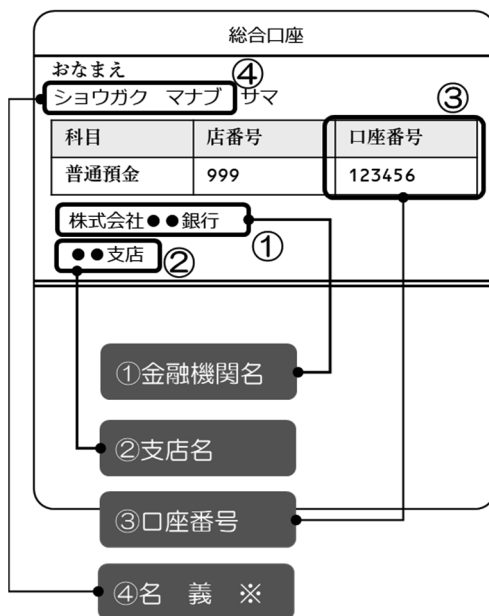 総合口座
おなまえ
④
ショウガク マナブ サマ
③
科目 店番号 口座番号
普通預金 999 123456
株式会社●●銀行
①
●●支店
②
①金融機関名
②支店名
③口座番号
④名 義 ※